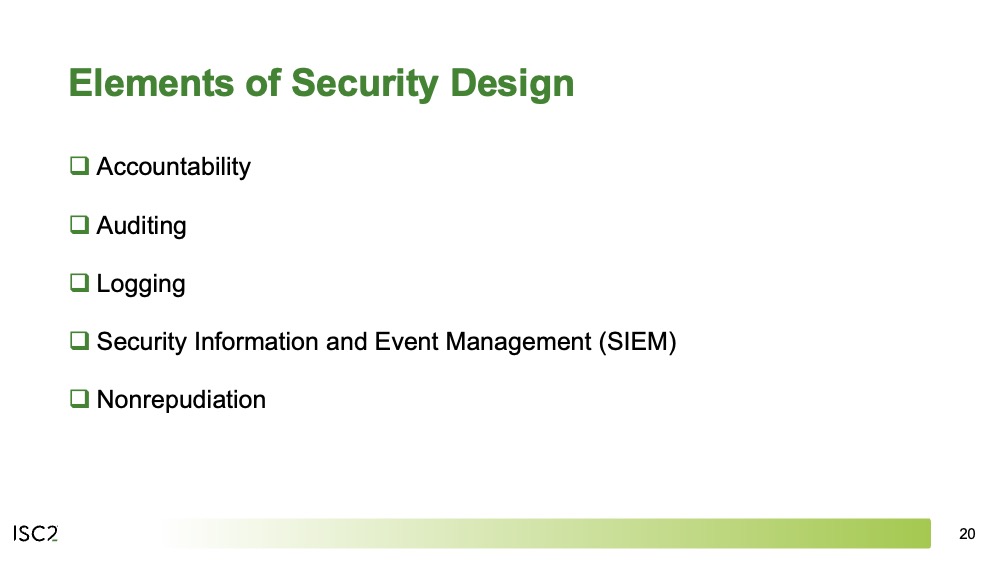 Elements of Security Design
Accountability
Auditing
Logging
Security Information and Event Management (SIEM)
Nonrepudiation
ISC2
20